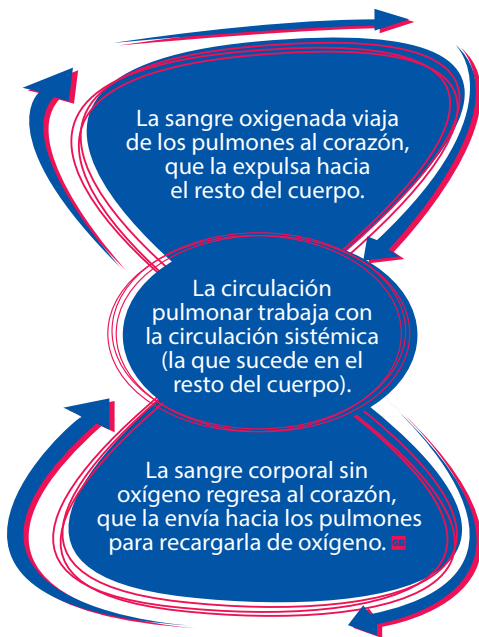 La sangre oxigenada viaja
de los pulmones al corazón,
que la expulsa hacia
el resto del cuerpo.
La circulación
pulmonar trabaja con
la circulación sistémica
(la que sucede en el
resto del cuerpo).
La sangre corporal sin
oxígeno regresa al corazón,
que la envía hacia los pulmones
para recargarla de oxígeno.